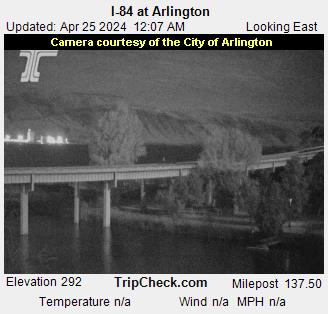 I-84 at Arlington
Updated: Apr 25 2024 12:07 AM Looking East
Camera courtesy of the City of Arlington
Elevation 292 TripCheck.com Milepost 137.50
Temperature n/a Wind n/a MPH n/a